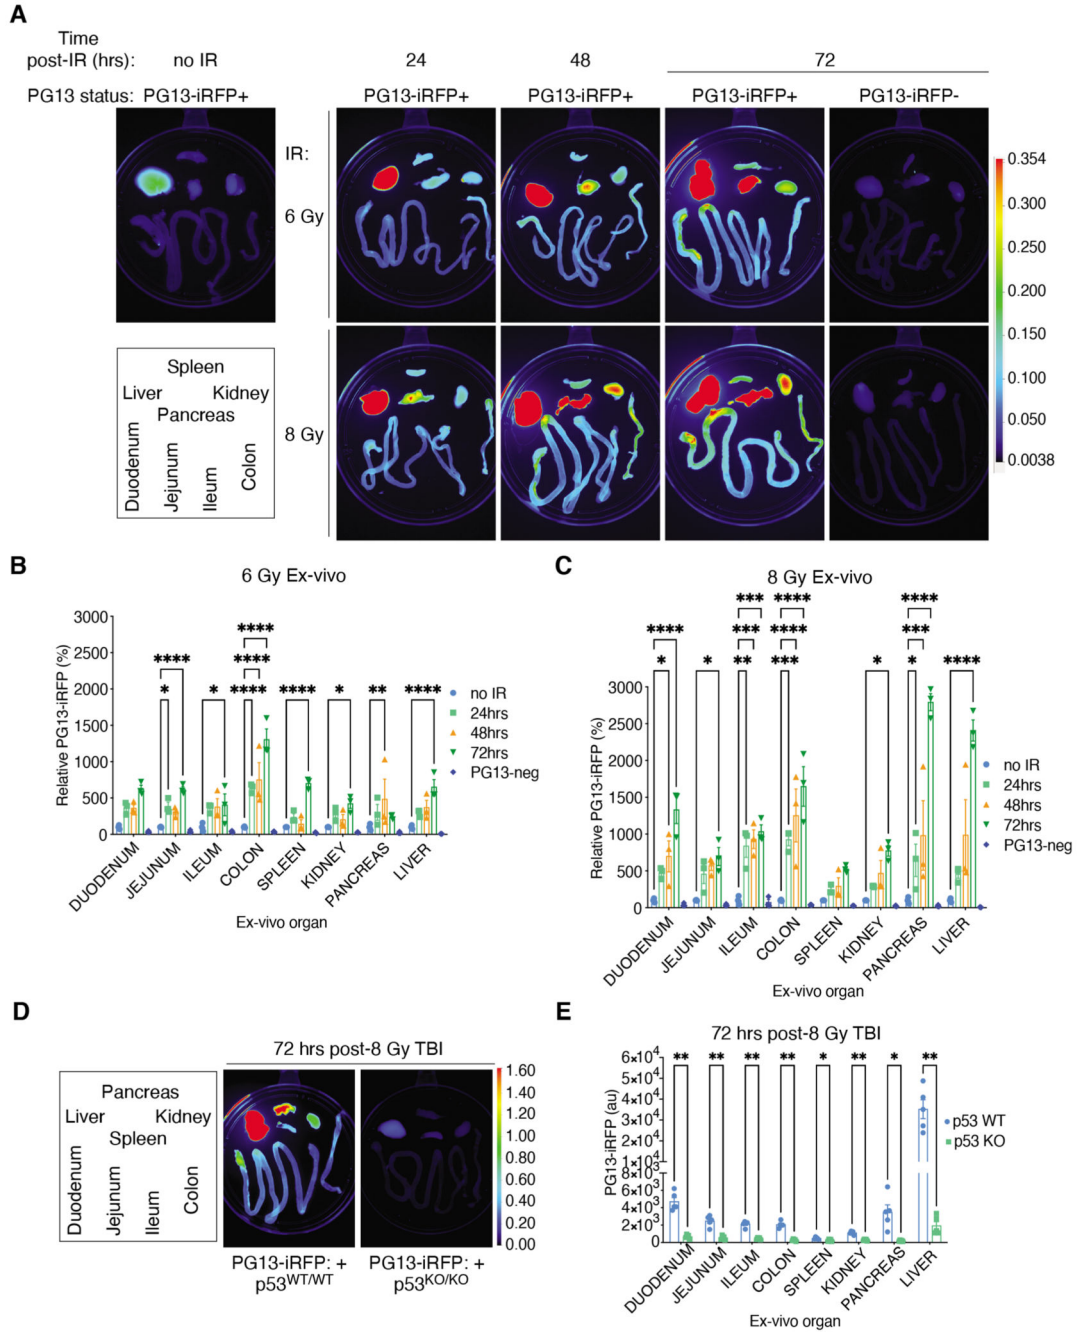 A
Time
post-IR (hrs): no IR 24 48 72
PG13 status: PG13-iRFP+ PG13-iRFP+ PG13-iRFP+ PG13-iRFP+ PG13-iRFP-
IR:
6 Gy
8 Gy
0.354
0.300
0.250
0.200
0.150
0.100
0.050
0.0038
Spleen
Liver Kidney
Pancreas
Duodenum
Jejunum
Ileum
Colon
B
6 Gy Ex-vivo
Relative PG13-iRFP (%)
3000
2500
2000
1500
1000
500
0
****
**** ****
* * **** **** * ** ****
no IR
24hrs
48hrs
72hrs
PG13-neg
DUODENUM
JEJUNUM
ILEUM
COLON
SPLEEN
KIDNEY
PANCREAS
LIVER
Ex-vivo organ
C
8 Gy Ex-vivo
Relative PG13-iRFP (%)
3000
2500
2000
1500
1000
500
0
*** **** ****
**** *** **** ***
* * ** *** * * ****
no IR
24hrs
48hrs
72hrs
PG13-neg
DUODENUM
JEJUNUM
ILEUM
COLON
SPLEEN
KIDNEY
PANCREAS
LIVER
Ex-vivo organ
D
72 hrs post-8 Gy TBI
Pancreas
Liver Kidney
Spleen
Duodenum
Jejunum
Ileum
Colon
1.60
1.40
1.20
1.00
0.80
0.60
0.40
0.20
0.00
PG13-iRFP: + PG13-iRFP: +
p53WT/WT p53KO/KO
E
72 hrs post-8 Gy TBI
PG13-iRFP (au)
6×10⁴
5×10⁴
4×10⁴
3×10⁴
2×10⁴
1×10⁴
8×10³
6×10³
4×10³
2×10³
0
** ** ** ** * ** * **
p53 WT
p53 KO
DUODENUM
JEJUNUM
ILEUM
COLON
SPLEEN
KIDNEY
PANCREAS
LIVER
Ex-vivo organ